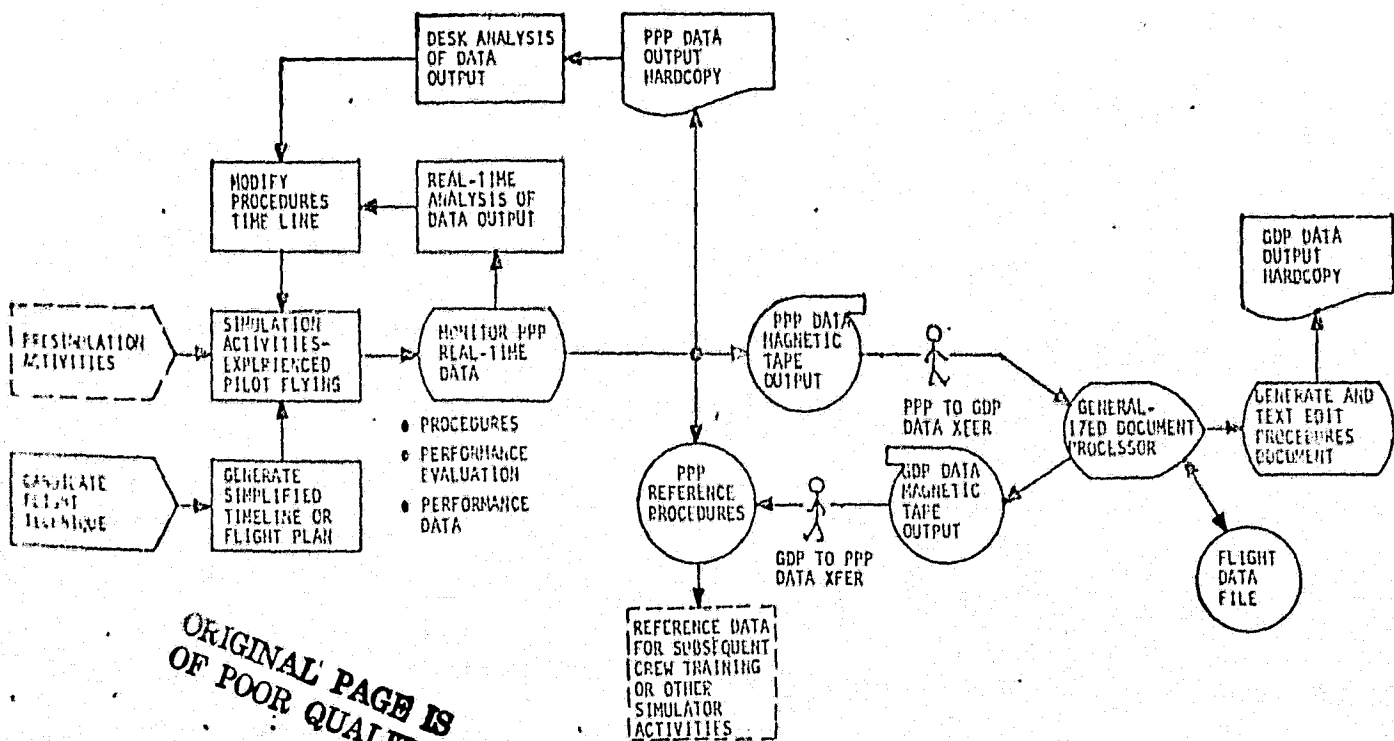 DESK ANALYSIS
OF DATA
OUTPUT
PPP DATA
OUTPUT
HARDCOPY
MODIFY
PROCEDURES
TIME LINE
REAL-TIME
ANALYSIS OF
DATA OUTPUT
GDP DATA
OUTPUT
HARDCOPY
PRESIMULATION
ACTIVITIES
SIMULATION
ACTIVITIES-
EXPERIENCED
PILOT FLYING
MONITOR PPP
REAL-TIME
DATA
PPP DATA
MAGNETIC
TAPE
OUTPUT
PPP TO GDP
DATA XFER
GENERAL-
IZED DOCUMENT
PROCESSOR
GENERATE AND
TEXT EDIT
PROCEDURES
DOCUMENT
• PROCEDURES
• PERFORMANCE
EVALUATION
• PERFORMANCE
DATA
CANDIDATE
FLIGHT
TECHNIQUE
GENERATE
SIMPLIFIED
TIMELINE OR
FLIGHT PLAN
PPP
REFERENCE
PROCEDURES
GDP TO PPP
DATA XFER
GDP DATA
MAGNETIC
TAPE
OUTPUT
FLIGHT
DATA
FILE
REFERENCE DATA
FOR SUBSEQUENT
CREW TRAINING
OR OTHER
SIMULATOR
ACTIVITIES
ORIGINAL PAGE IS
OF POOR QUALIT